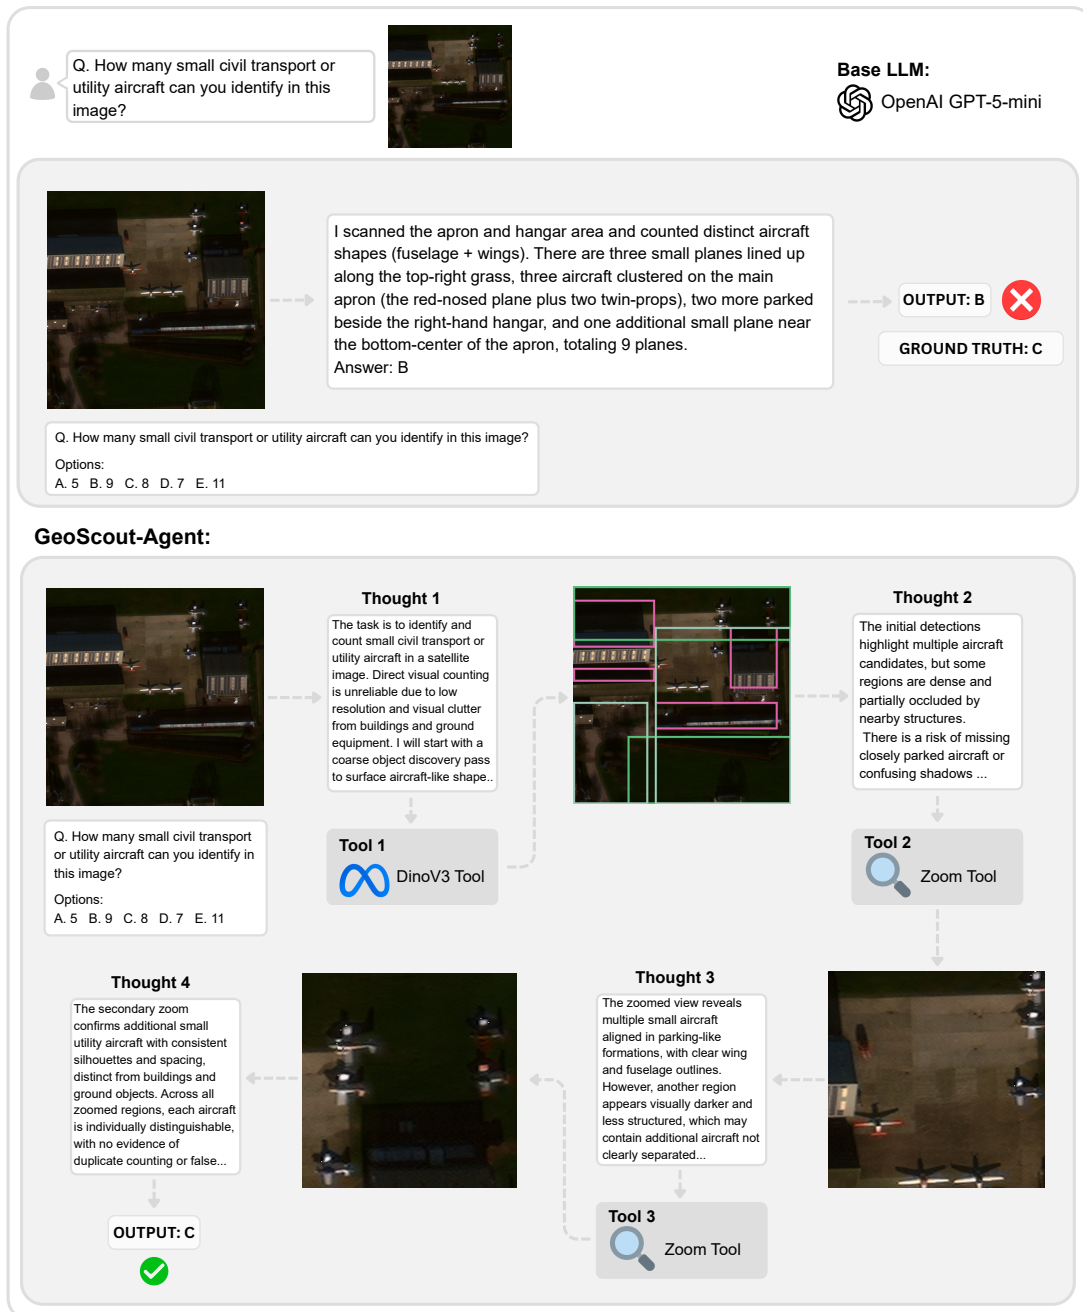 Q. How many small civil transport or
utility aircraft can you identify in this
image?
Base LLM:
OpenAI GPT-5-mini
I scanned the apron and hangar area and counted distinct aircraft
shapes (fuselage + wings). There are three small planes lined up
along the top-right grass, three aircraft clustered on the main
apron (the red-nosed plane plus two twin-props), two more parked
beside the right-hand hangar, and one additional small plane near
the bottom-center of the apron, totaling 9 planes.
Answer: B
OUTPUT: B
GROUND TRUTH: C
Q. How many small civil transport or utility aircraft can you identify in this image?
Options:
A. 5 B. 9 C. 8 D. 7 E. 11
GeoScout-Agent:
Thought 1
The task is to identify and
count small civil transport or
utility aircraft in a satellite
image. Direct visual counting
is unreliable due to low
resolution and visual clutter
from buildings and ground
equipment. I will start with a
coarse object discovery pass
to surface aircraft-like shape..
Tool 1
DinoV3 Tool
Thought 2
The initial detections
highlight multiple aircraft
candidates, but some
regions are dense and
partially occluded by
nearby structures.
There is a risk of missing
closely parked aircraft or
confusing shadows ...
Tool 2
Zoom Tool
Q. How many small civil transport
or utility aircraft can you identify in
this image?
Options:
A. 5 B. 9 C. 8 D. 7 E. 11
Thought 3
The zoomed view reveals
multiple small aircraft
aligned in parking-like
formations, with clear wing
and fuselage outlines.
However, another region
appears visually darker and
less structured, which may
contain additional aircraft not
clearly separated...
Tool 3
Zoom Tool
Thought 4
The secondary zoom
confirms additional small
utility aircraft with consistent
silhouettes and spacing,
distinct from buildings and
ground objects. Across all
zoomed regions, each aircraft
is individually distinguishable,
with no evidence of
duplicate counting or false...
OUTPUT: C